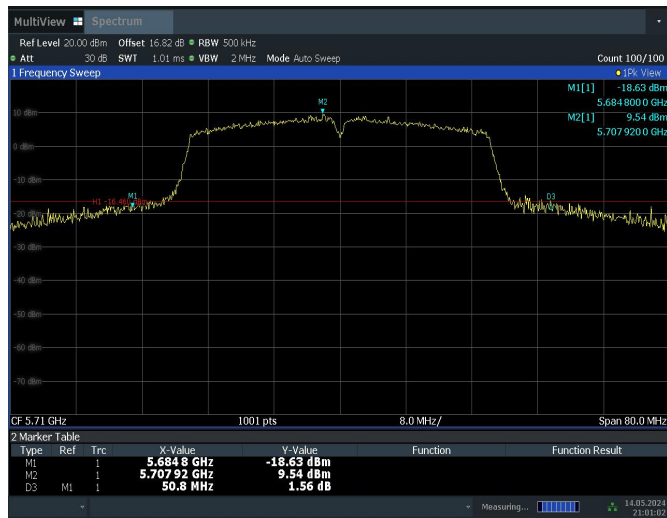 MultiView Spectrum
Ref Level 20.00 dBm Offset 16.82 dB RBW 500 kHz
Att 30 dB SWT 1.01 ms VBW 2 MHz Mode Auto Sweep Count 100/100
1 Frequency Sweep 1Pk View
M1[1] -18.63 dBm
5.684 800 0 GHz
M2[1] 9.54 dBm
5.707 920 0 GHz
M2
10 dBm
0 dBm
-10 dBm
M1
D3
H1 -16.460 dBm
-20 dBm
-30 dBm
-40 dBm
-50 dBm
-60 dBm
-70 dBm
CF 5.71 GHz 1001 pts 8.0 MHz/ Span 80.0 MHz
2 Marker Table
Type Ref Trc X-Value Y-Value Function Function Result
M1 1 5.684 8 GHz -18.63 dBm
M2 1 5.707 92 GHz 9.54 dBm
D3 M1 1 50.8 MHz 1.56 dB
Measuring... 14.05.2024
21:01:02